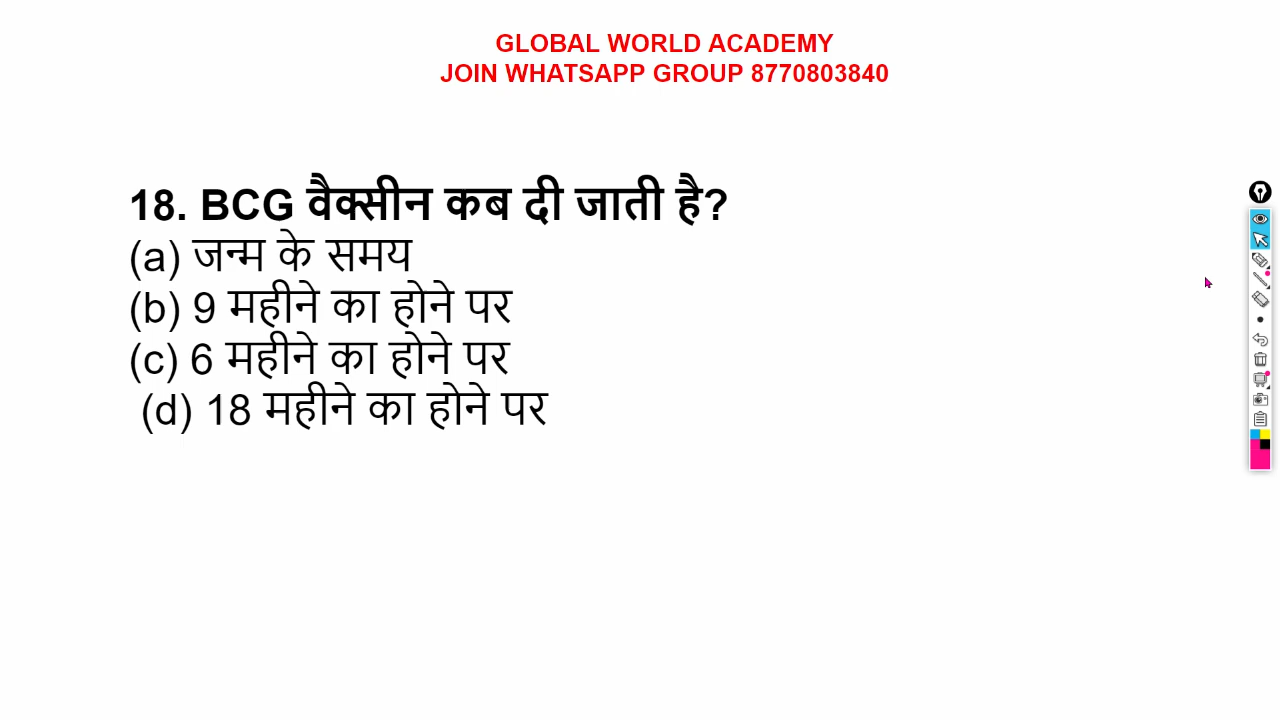 GLOBAL WORLD ACADEMY
JOIN WHATSAPP GROUP 8770803840
18. BCG वैक्सीन कब दी जाती है?
(a) जन्म के समय
(b) 9 महीने का होने पर
(c) 6 महीने का होने पर
(d) 18 महीने का होने पर